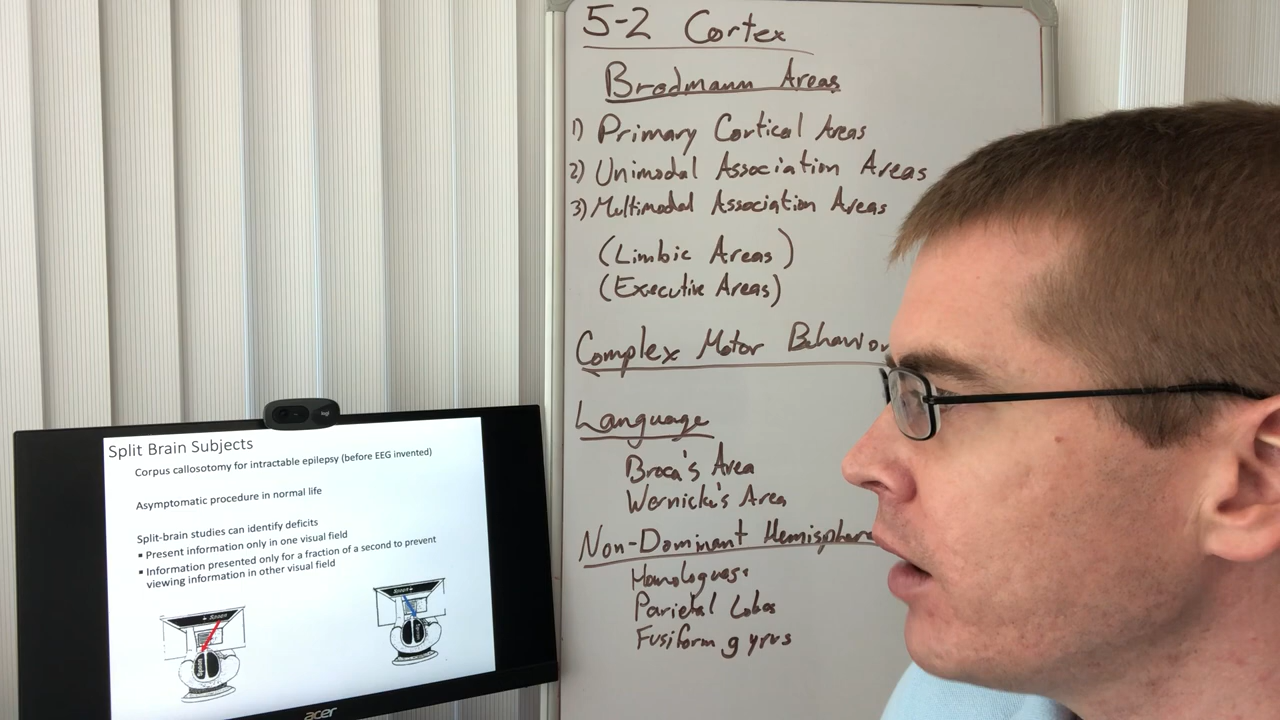 5-2 Cortex
Brodmann Areas
1) Primary Cortical Areas
2) Unimodal Association Areas
3) Multimodal Association Areas
(Limbic Areas)
(Executive Areas)
Complex Motor Behavior
Language
Broca's Area
Wernicke's Area
Non-Dominant Hemisphere
Homologues
Parietal Lobes
Fusiform gyrus
Split Brain Subjects
Corpus callosotomy for intractable epilepsy (before EEG invented)
Asymptomatic procedure in normal life
Split-brain studies can identify deficits
▪ Present information only in one visual field
▪ Information presented only for a fraction of a second to prevent
viewing information in other visual field
acer